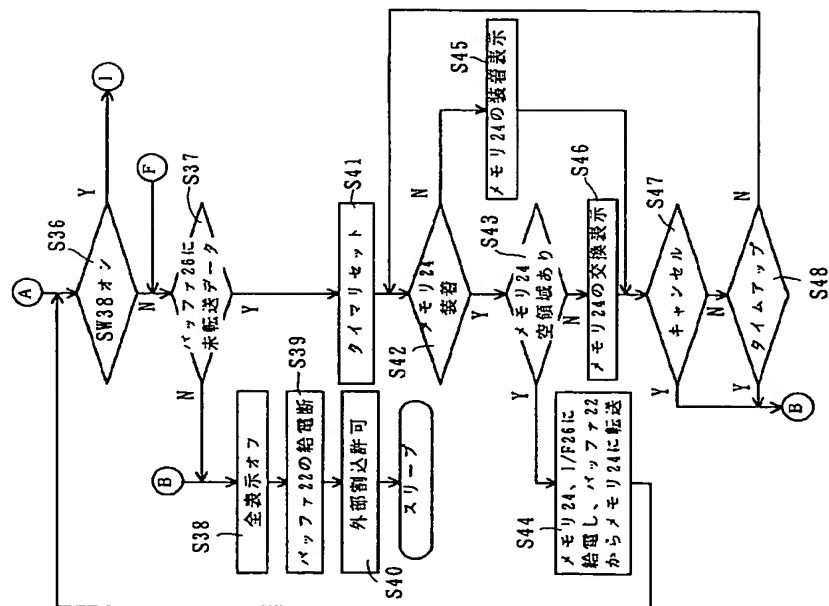 A
S36
SW38オン
Y
1
N
F
S37
バッファ26に
未転送データ
N
Y
B
S38
全表示オフ
S39
バッファ22の給電断
S40
外部割込許可
スリープ
S41
タイマリセット
S42
メモリ24
装着
N
Y
S45
メモリ24の装着表示
S43
メモリ24
空領域あり
Y
N
S44
メモリ24、I/F26に
給電し、バッファ22
からメモリ24に転送
S46
メモリ24の交換表示
S47
キャンセル
Y
N
S48
タイムアップ
Y
N
B